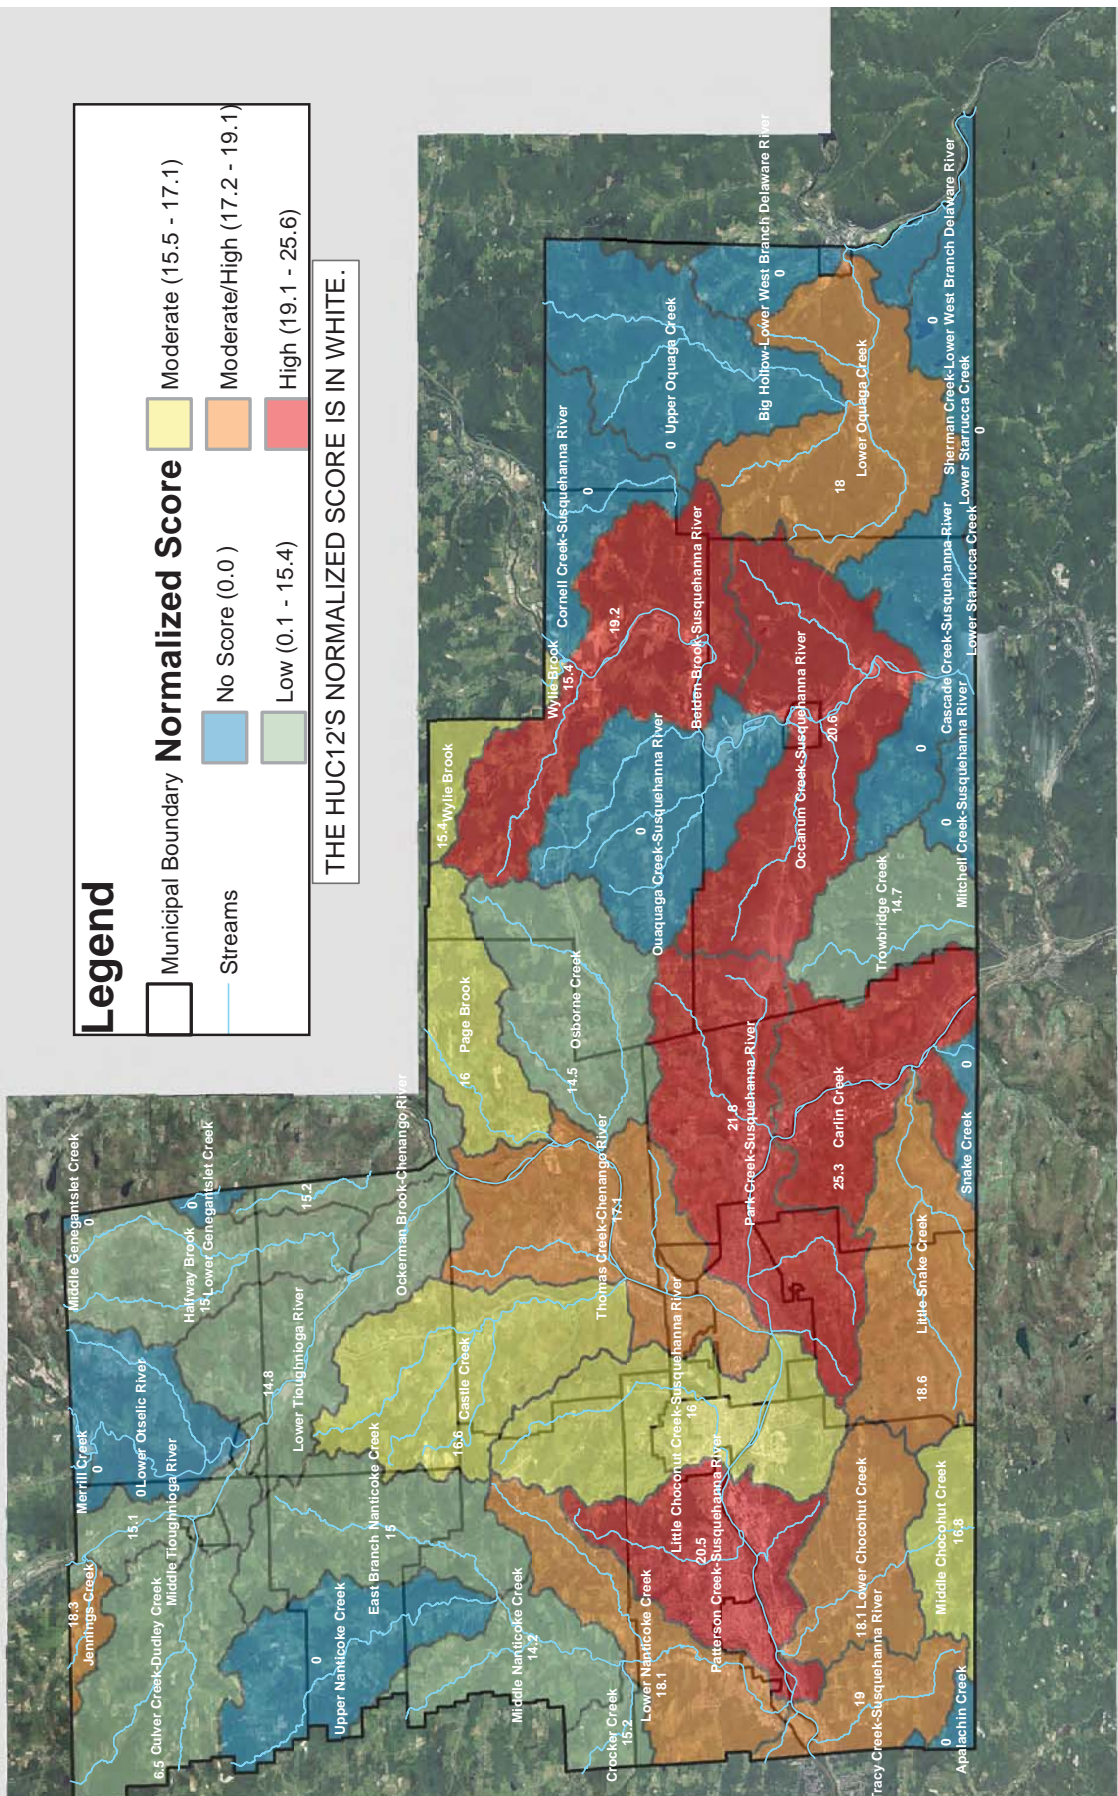 Legend
Municipal Boundary
Streams
Normalized Score
No Score (0.0 )
Low (0.1 - 15.4)
Moderate (15.5 - 17.1)
Moderate/High (17.2 - 19.1)
High (19.1 - 25.6)
THE HUC12'S NORMALIZED SCORE IS IN WHITE.
Jennings Creek
18.3
Merrill Creek
0
Middle Genegantslet Creek
0
15.1
0 Lower Otselic River
Middle Tioughnioga River
6.5 Culver Creek-Dudley Creek
Halfway Brook
15
Lower Genegantslet Creek
0
15.2
14.8
Lower Tioughnioga River
Ockerman Brook-Chenango River
0
Upper Nanticoke Creek
East Branch Nanticoke Creek
15
16.6
Castle Creek
Middle Nanticoke Creek
14.2
Crocker Creek
15.2
Lower Nanticoke Creek
18.1
Thomas Creek-Chenango River
17.1
16
Page Brook
14.5
Osborne Creek
15.4
Wylie Brook
Wylie Brook
15.4
Cornell Creek-Susquehanna River
0
19.2
Belden Brook-Susquehanna River
0
Upper Oquaga Creek
Big Hollow-Lower West Branch Delaware River
0
Ouaquaga Creek-Susquehanna River
0
Little Choconut Creek-Susquehanna River
16
20.5
Patterson Creek-Susquehanna River
21.8
Park Creek-Susquehanna River
Occanum Creek-Susquehanna River
20.6
18
Lower Oquaga Creek
25.3
Carlin Creek
Trowbridge Creek
14.7
18.1
Lower Chocohut Creek
19
Tracy Creek-Susquehanna River
18.6
Little Snake Creek
Middle Chocohut Creek
16.8
0
Apalachin Creek
Snake Creek
0
0
Mitchell Creek-Susquehanna River
0
Cascade Creek-Susquehanna River
Lower Starrucca Creek
Lower Starrucca Creek
0
0
Sherman Creek-Lower West Branch Delaware River